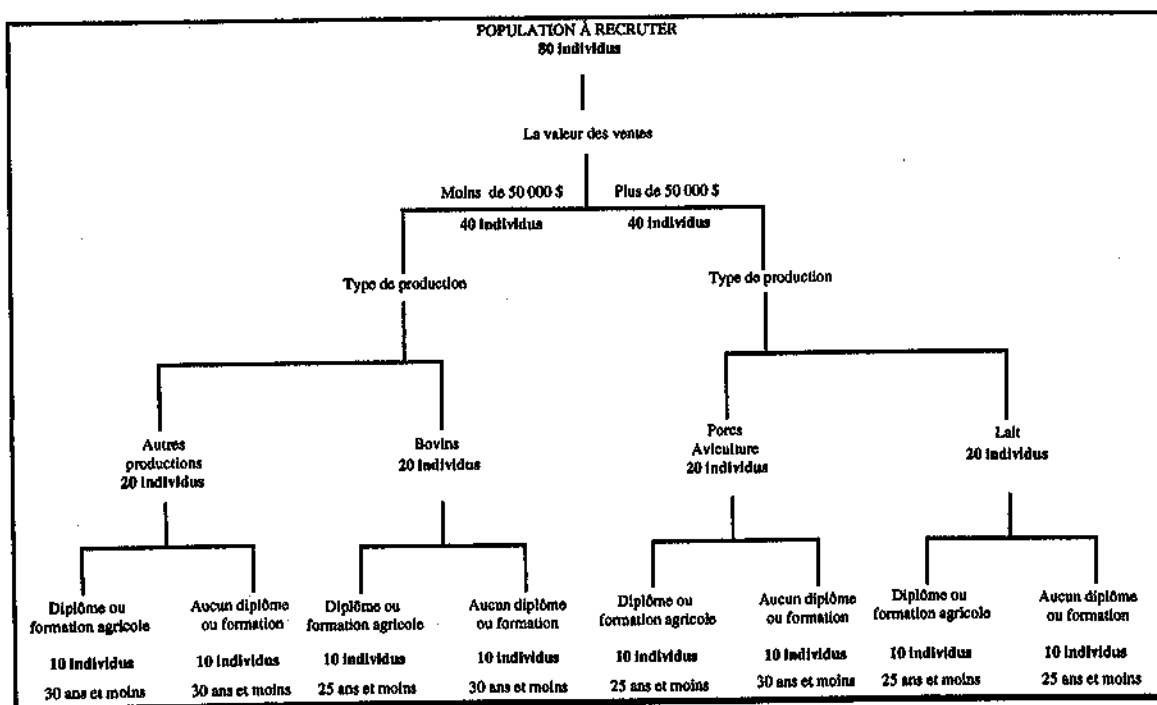 POPULATION À RECRUTER
80 individus
La valeur des ventes
Moins de 50 000 $
Plus de 50 000 $
40 individus
40 individus
Type de production
Type de production
Autres
productions
20 individus
Bovins
20 individus
Porcs
Aviculture
20 individus
Lait
20 individus
Diplôme ou
formation agricole
10 individus
30 ans et moins
Aucun diplôme
ou formation
10 individus
30 ans et moins
Diplôme ou
formation agricole
10 individus
25 ans et moins
Aucun diplôme
ou formation
10 individus
30 ans et moins
Diplôme ou
formation agricole
10 individus
25 ans et moins
Aucun diplôme
ou formation
10 individus
30 ans et moins
Diplôme ou
formation agricole
10 individus
25 ans et moins
Aucun diplôme
ou formation
10 individus
25 ans et moins